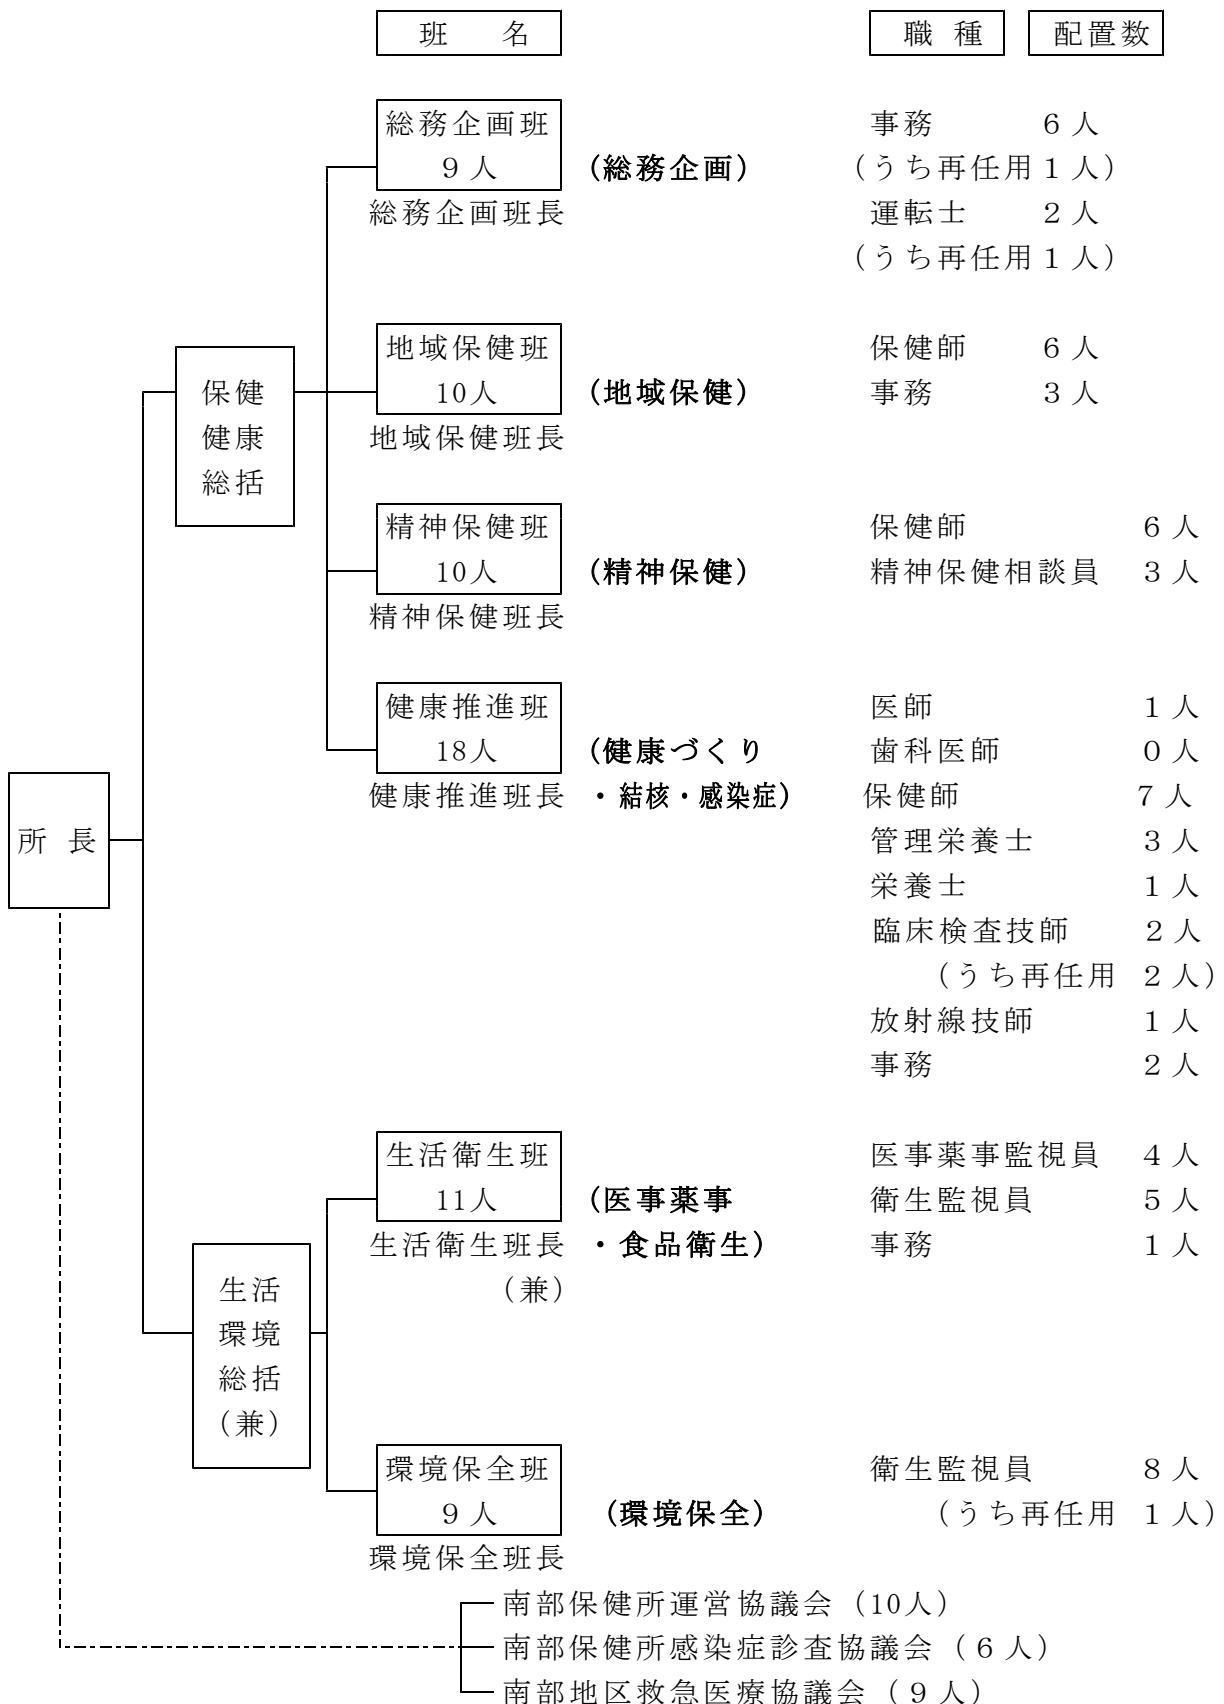 班　名　職　種　配置数
総務企画班　事務　６人
９人　(総務企画)　(うち再任用１人)
総務企画班長　運転士　２人
(うち再任用１人)
地域保健班　保健師　６人
10人　(地域保健)　事務　３人
地域保健班長
保健
健康
総括
精神保健班　保健師　６人
10人　(精神保健)　精神保健相談員　３人
精神保健班長
健康推進班　医師　１人
18人　(健康づくり　歯科医師　０人
健康推進班長　・結核・感染症)　保健師　７人
所　長　管理栄養士　３人
栄養士　１人
臨床検査技師　２人
(うち再任用　２人)
放射線技師　１人
事務　２人
生活衛生班　医事薬事監視員　４人
11人　(医事薬事　衛生監視員　５人
生活衛生班長　・食品衛生)　事務　１人
(兼)
生活
環境
総括
(兼)
環境保全班　衛生監視員　８人
９人　(環境保全)　(うち再任用　１人)
環境保全班長
南部保健所運営協議会（10人）
南部保健所感染症診査協議会（６人）
南部地区救急医療協議会（９人）